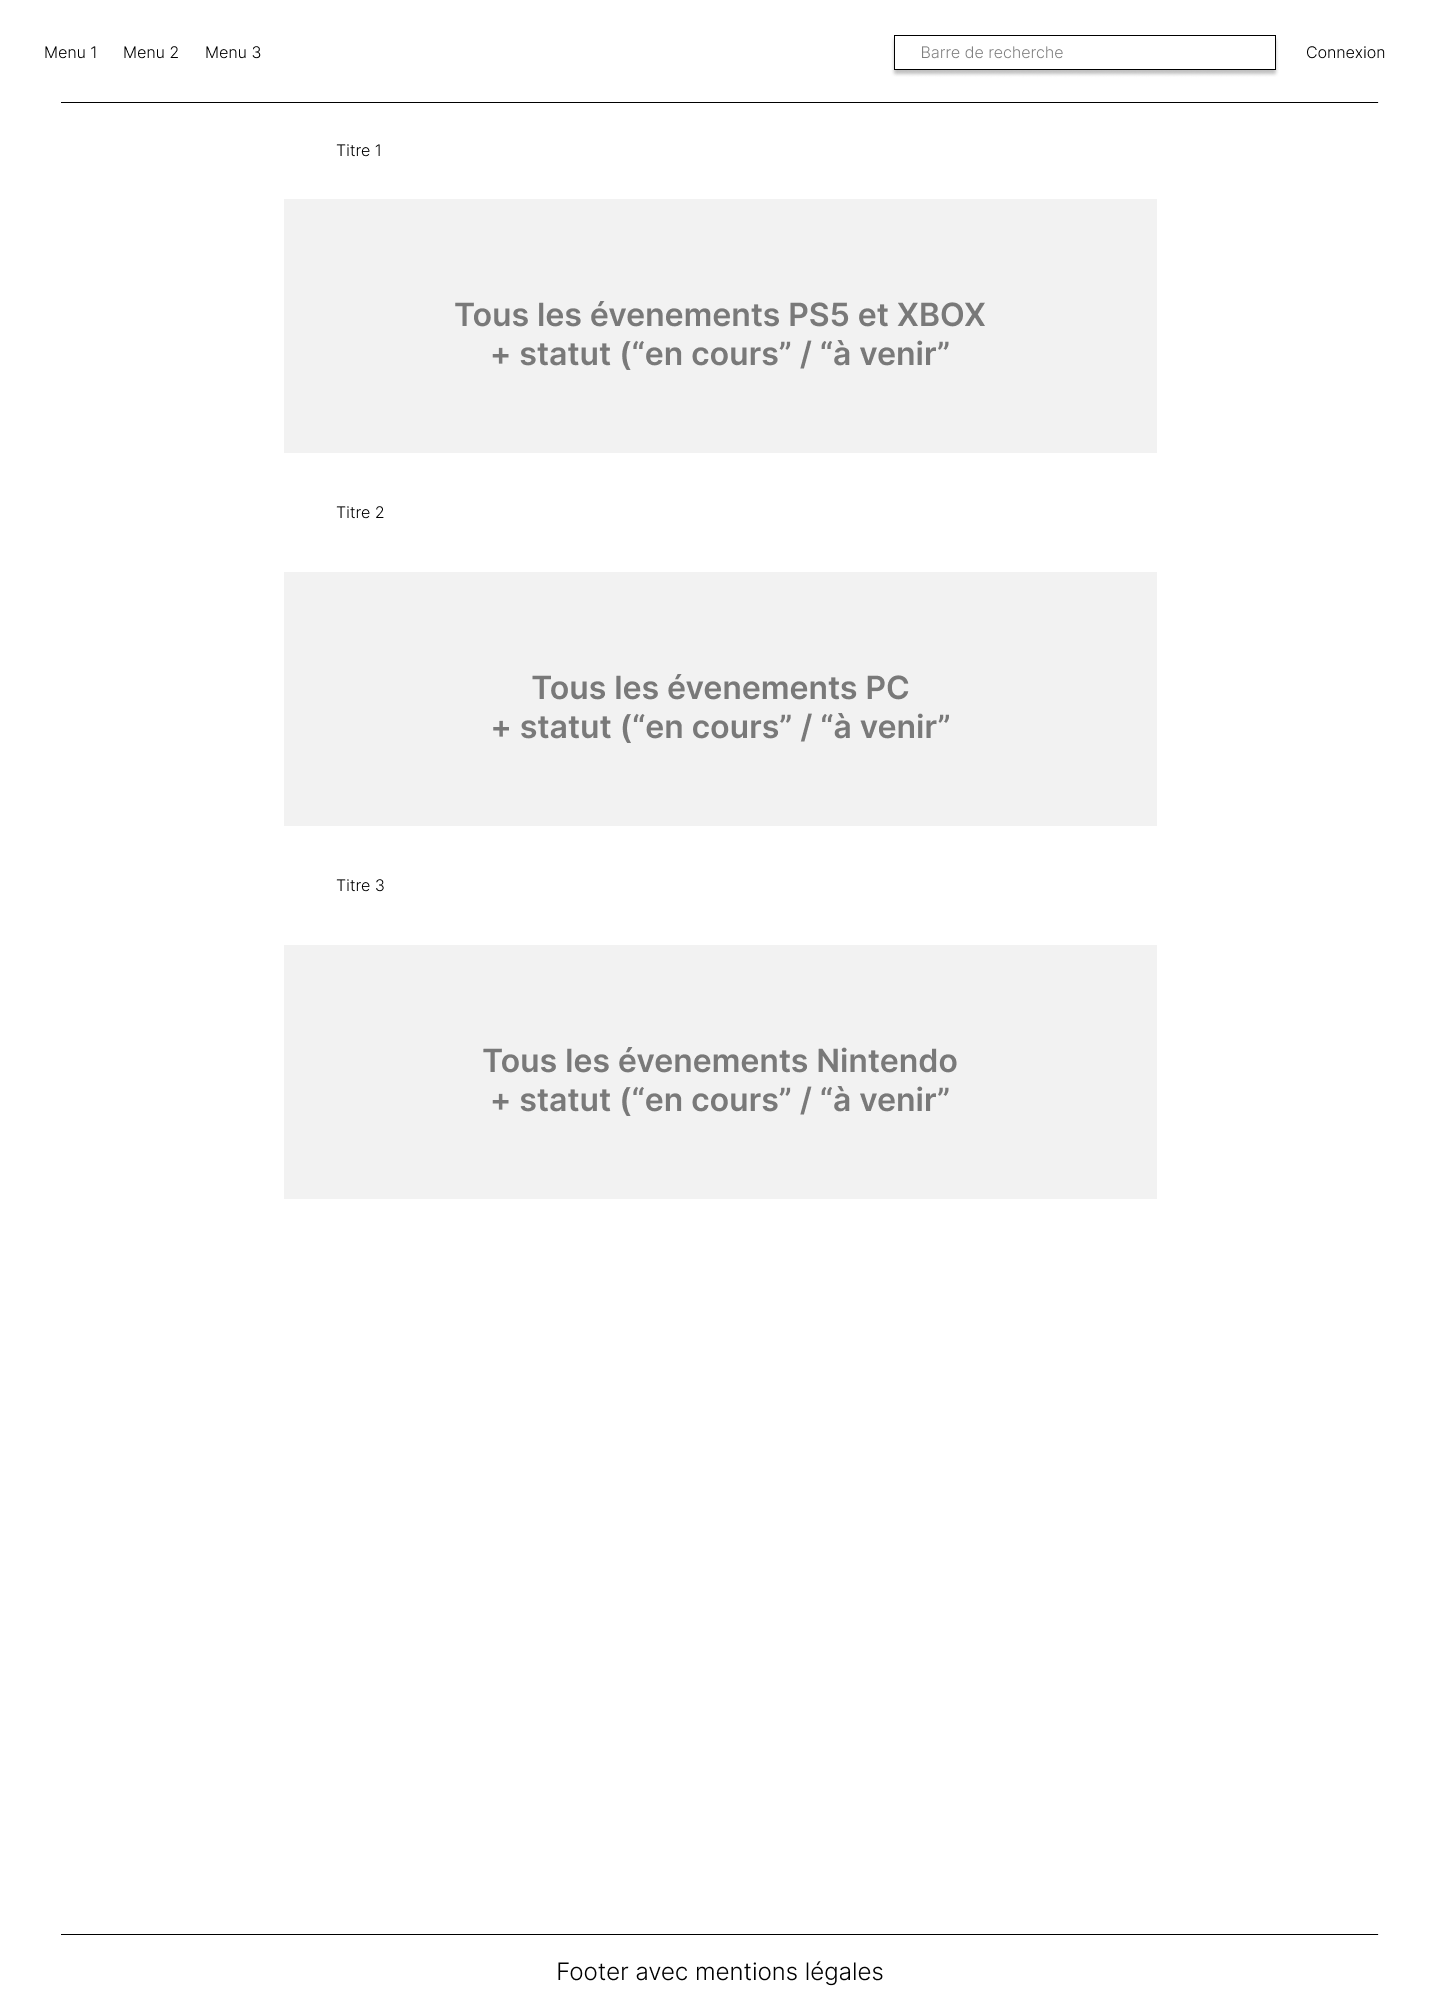 Menu 1 Menu 2 Menu 3 Barre de recherche Connexion
Titre 1
Tous les évenements PS5 et XBOX
+ statut (“en cours” / “à venir”
Titre 2
Tous les évenements PC
+ statut (“en cours” / “à venir”
Titre 3
Tous les évenements Nintendo
+ statut (“en cours” / “à venir”
Footer avec mentions légales